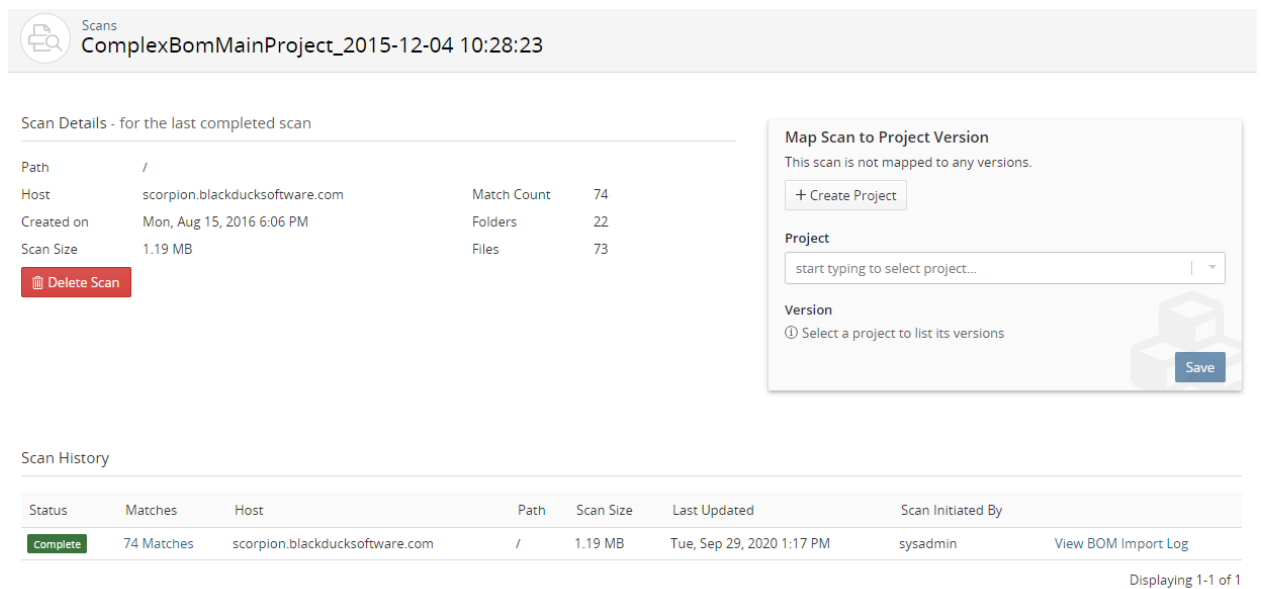 Scans
ComplexBomMainProject_2015-12-04 10:28:23
Scan Details - for the last completed scan
Path /
Host scorpion.blackducksoftware.com Match Count 74
Created on Mon, Aug 15, 2016 6:06 PM Folders 22
Scan Size 1.19 MB Files 73
Delete Scan
Map Scan to Project Version
This scan is not mapped to any versions.
+ Create Project
Project
start typing to select project...
Version
Select a project to list its versions
Save
Scan History
Status Matches Host Path Scan Size Last Updated Scan Initiated By
Complete 74 Matches scorpion.blackducksoftware.com / 1.19 MB Tue, Sep 29, 2020 1:17 PM sysadmin View BOM Import Log
Displaying 1-1 of 1